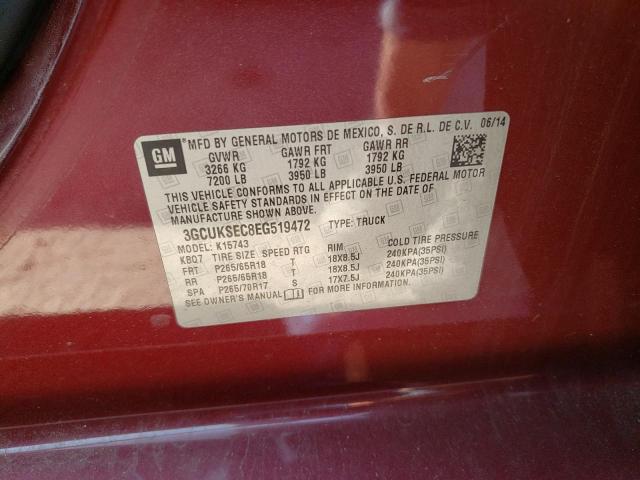 GM
MFD BY GENERAL MOTORS DE MEXICO, S. DE R.L. DE C.V. 06/14
GVWR GAWR FRT GAWR RR
3266 KG 1792 KG 1792 KG
7200 LB 3950 LB 3950 LB
THIS VEHICLE CONFORMS TO ALL APPLICABLE U.S. FEDERAL MOTOR
VEHICLE SAFETY STANDARDS IN EFFECT ON THE DATE OF
MANUFACTURE SHOWN ABOVE.
3GCUKSEC8EG519472 TYPE: TRUCK
MODEL: K15743
KBQ7 TIRE SIZE SPEED RTG RIM COLD TIRE PRESSURE
FRT P265/65R18 T 18X8.5J 240KPA(35PSI)
RR P265/65R18 T 18X8.5J 240KPA(35PSI)
SPA P265/70R17 S 17X7.5J 240KPA(35PSI)
SEE OWNER'S MANUAL FOR MORE INFORMATION.